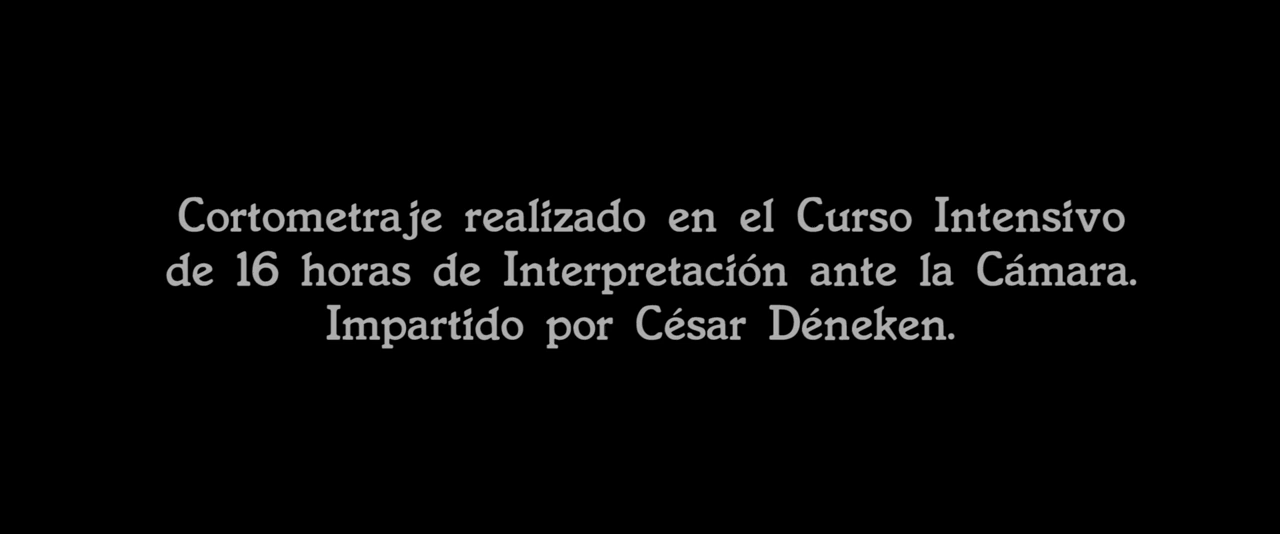 Cortometraje realizado en el Curso Intensivo
de 16 horas de Interpretación ante la Cámara.
Impartido por César Déneken.